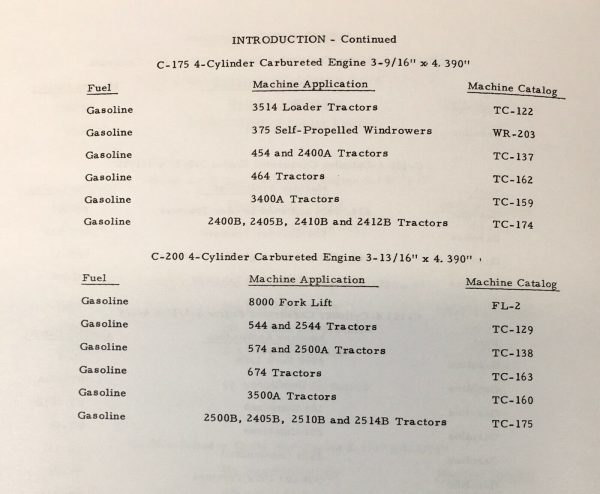 INTRODUCTION - Continued
C-175 4-Cylinder Carbureted Engine 3-9/16" x 4.390"
Fuel Machine Application Machine Catalog
Gasoline 3514 Loader Tractors TC-122
Gasoline 375 Self-Propelled Windrowers WR-203
Gasoline 454 and 2400A Tractors TC-137
Gasoline 464 Tractors TC-162
Gasoline 3400A Tractors TC-159
Gasoline 2400B, 2405B, 2410B and 2412B Tractors TC-174
C-200 4-Cylinder Carbureted Engine 3-13/16" x 4.390"
Fuel Machine Application Machine Catalog
Gasoline 8000 Fork Lift FL-2
Gasoline 544 and 2544 Tractors TC-129
Gasoline 574 and 2500A Tractors TC-138
Gasoline 674 Tractors TC-163
Gasoline 3500A Tractors TC-160
Gasoline 2500B, 2405B, 2510B and 2514B Tractors TC-175